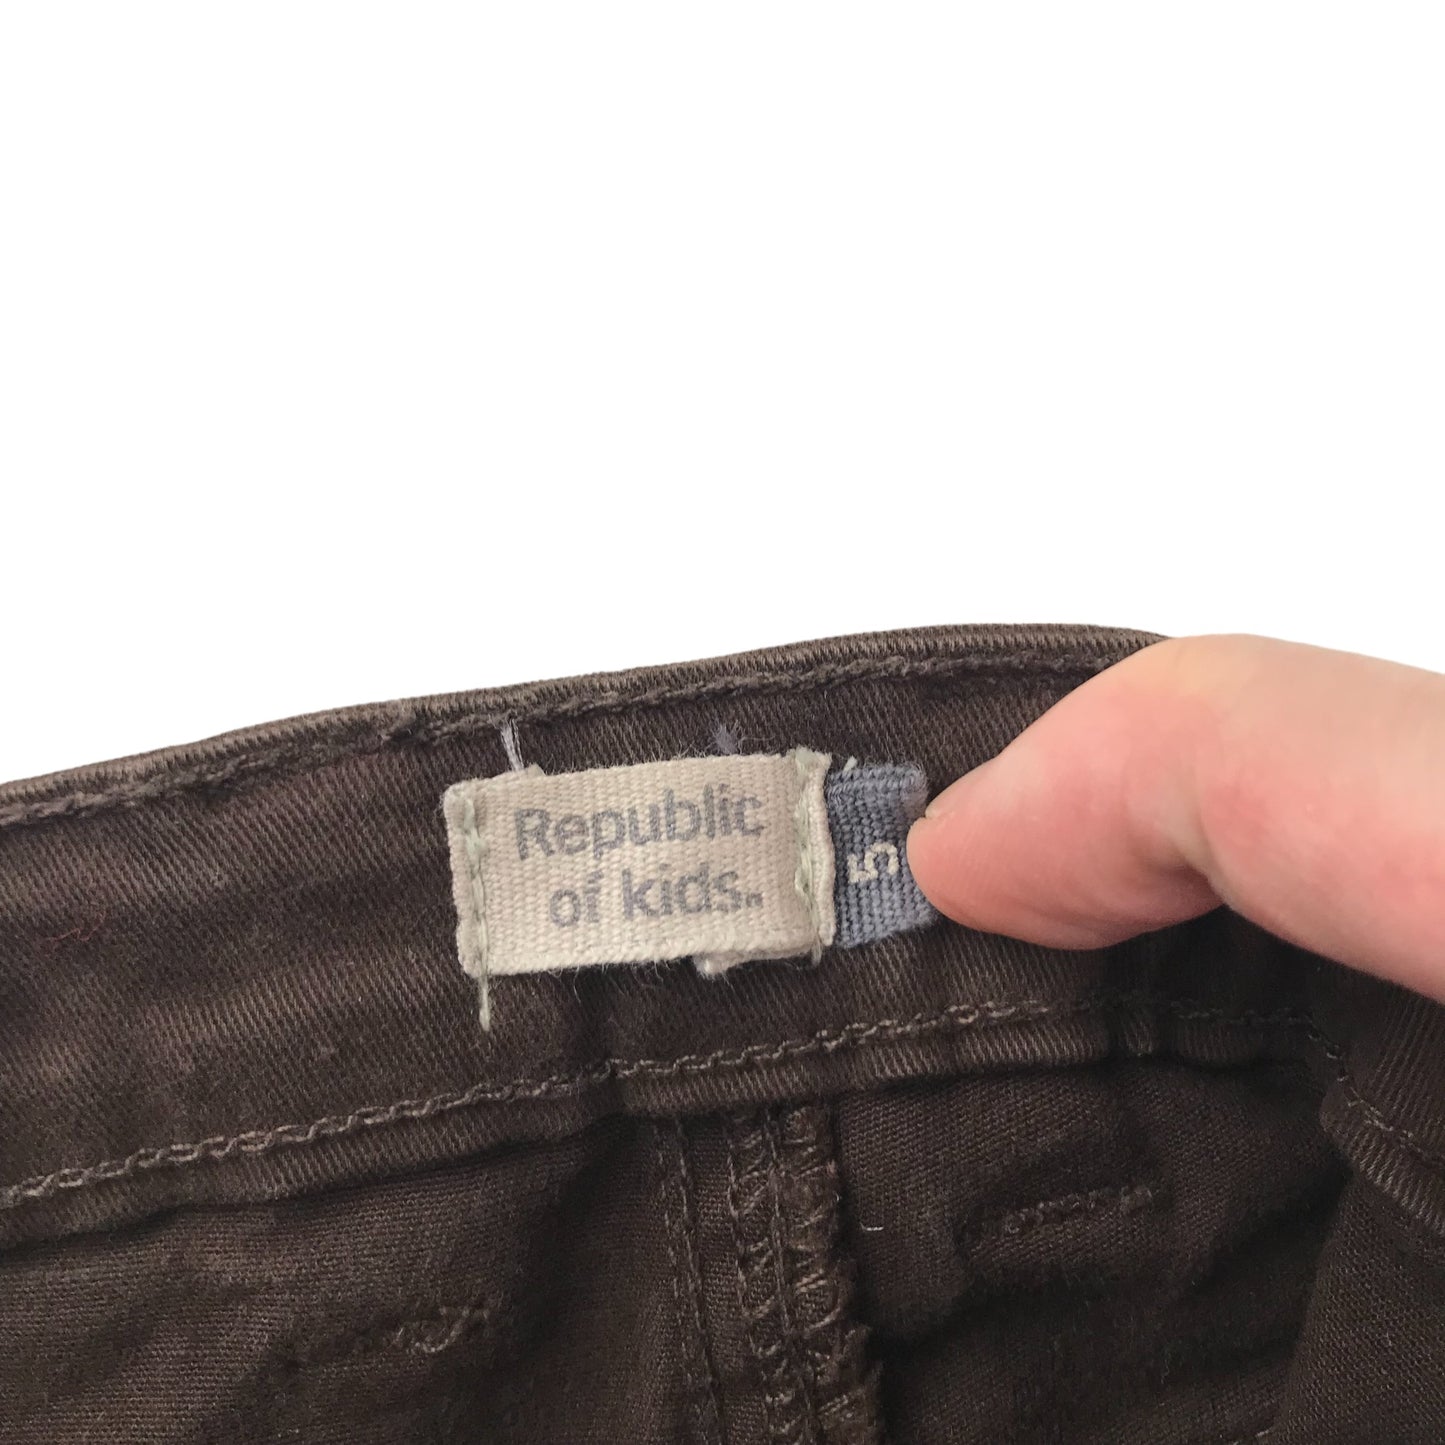 Republic
of kids.
5